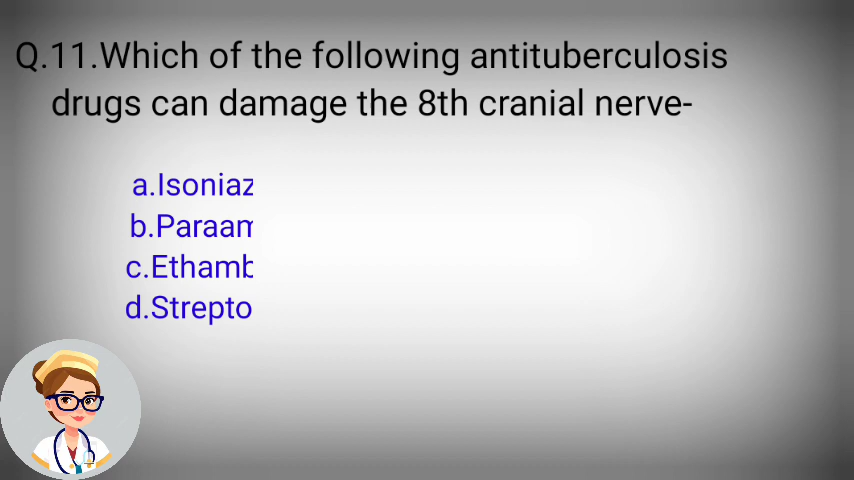 Q.11.Which of the following antituberculosis
drugs can damage the 8th cranial nerve-
a.Isoniaz
b.Paraam
c.Ethamb
d.Strepto